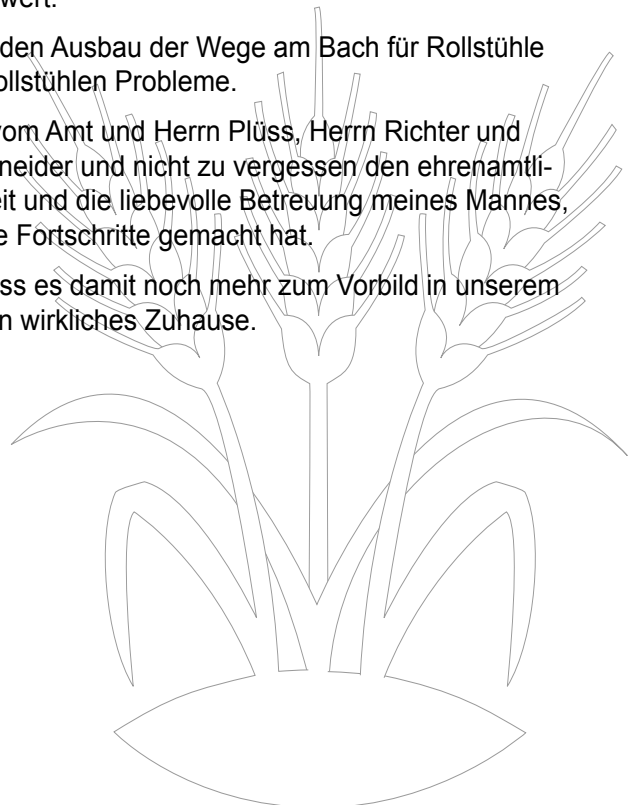 wert.
den Ausbau der Wege am Bach für Rollstühle
ollstühlen Probleme.
vom Amt und Herrn Plüss, Herrn Richter und
neider und nicht zu vergessen den ehrenamtli-
eit und die liebevolle Betreuung meines Mannes,
e Fortschritte gemacht hat.
ss es damit noch mehr zum Vorbild in unserem
n wirkliches Zuhause.